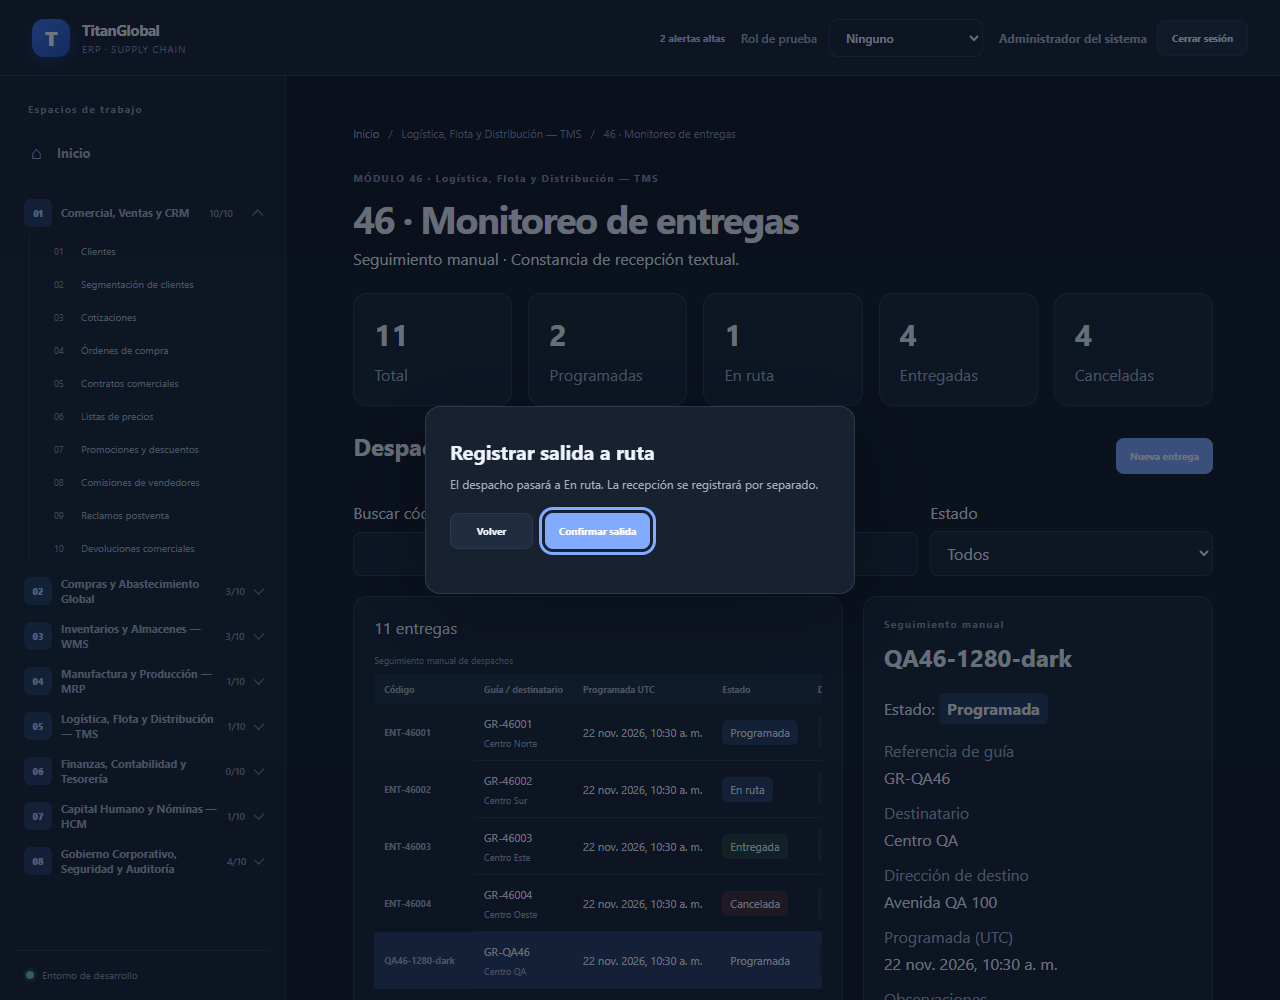 T
TitanGlobal
ERP · SUPPLY CHAIN
2 alertas altas
Rol de prueba
Ninguno
Administrador del sistema
Cerrar sesión
Espacios de trabajo
Inicio
01 Comercial, Ventas y CRM 10/10
01 Clientes
02 Segmentación de clientes
03 Cotizaciones
04 Órdenes de compra
05 Contratos comerciales
06 Listas de precios
07 Promociones y descuentos
08 Comisiones de vendedores
09 Reclamos postventa
10 Devoluciones comerciales
02 Compras y Abastecimiento
Global 3/10
03 Inventarios y Almacenes —
WMS 3/10
04 Manufactura y Producción —
MRP 1/10
05 Logística, Flota y Distribución
— TMS 1/10
06 Finanzas, Contabilidad y
Tesorería 0/10
07 Capital Humano y Nóminas —
HCM 1/10
08 Gobierno Corporativo,
Seguridad y Auditoría 4/10
Entorno de desarrollo
Inicio / Logística, Flota y Distribución — TMS / 46 · Monitoreo de entregas
MÓDULO 46 · Logística, Flota y Distribución — TMS
46 · Monitoreo de entregas
Seguimiento manual · Constancia de recepción textual.
11
Total
2
Programadas
1
En ruta
4
Entregadas
4
Canceladas
Despac
Nueva entrega
Registrar salida a ruta
El despacho pasará a En ruta. La recepción se registrará por separado.
Volver
Confirmar salida
Buscar cód
Estado
Todos
11 entregas
Seguimiento manual de despachos
Código Guía / destinatario Programada UTC Estado
ENT-46001 GR-46001 Centro Norte 22 nov. 2026, 10:30 a. m. Programada
ENT-46002 GR-46002 Centro Sur 22 nov. 2026, 10:30 a. m. En ruta
ENT-46003 GR-46003 Centro Este 22 nov. 2026, 10:30 a. m. Entregada
ENT-46004 GR-46004 Centro Oeste 22 nov. 2026, 10:30 a. m. Cancelada
QA46-1280-dark GR-QA46 Centro QA 22 nov. 2026, 10:30 a. m. Programada
Seguimiento manual
QA46-1280-dark
Estado: Programada
Referencia de guía
GR-QA46
Destinatario
Centro QA
Dirección de destino
Avenida QA 100
Programada (UTC)
22 nov. 2026, 10:30 a. m.
Observaciones